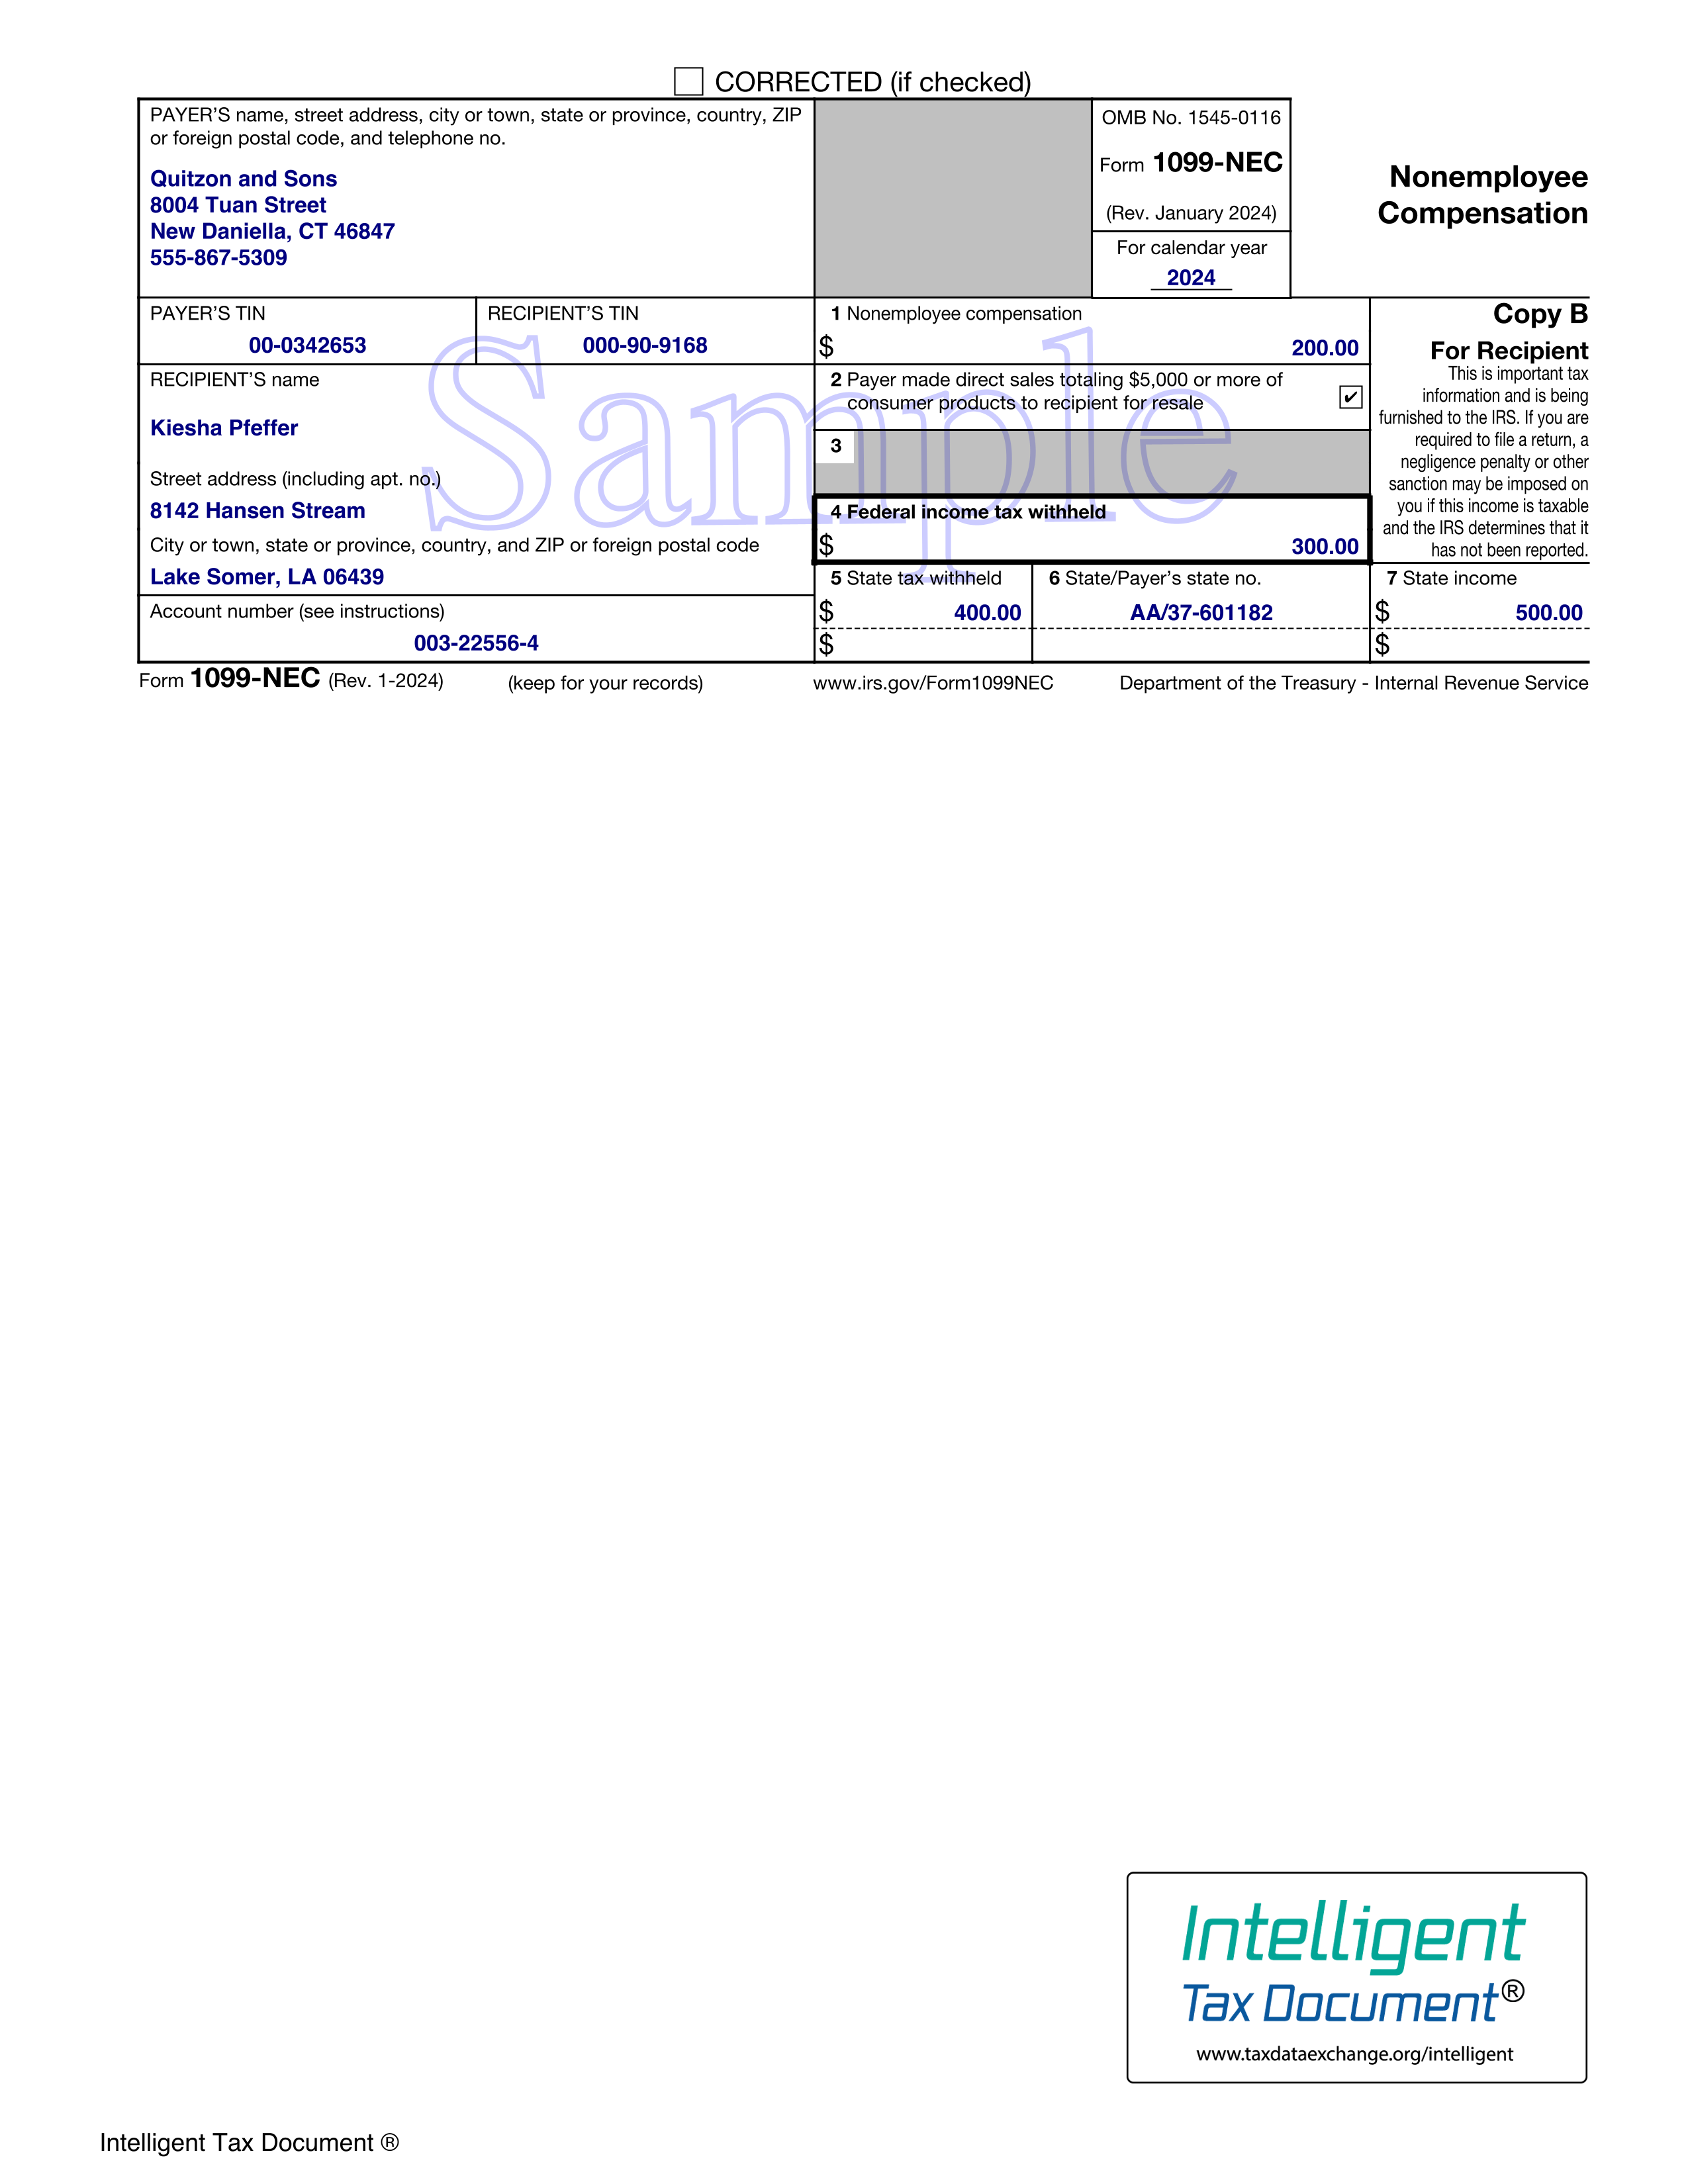 CORRECTED (if checked)
PAYER'S name, street address, city or town, state or province, country, ZIP
or foreign postal code, and telephone no.
Quitzon and Sons
8004 Tuan Street
New Daniella, CT 46847
555-867-5309
OMB No. 1545-0116
Form 1099-NEC
(Rev. January 2024)
For calendar year
2024
Nonemployee
Compensation
PAYER'S TIN
00-0342653
RECIPIENT'S TIN
000-90-9168
1 Nonemployee compensation
$ 200.00
Copy B
For Recipient
This is important tax
information and is being
furnished to the IRS. If you are
required to file a return, a
negligence penalty or other
sanction may be imposed on
you if this income is taxable
and the IRS determines that it
has not been reported.
RECIPIENT'S name
Kiesha Pfeffer
2 Payer made direct sales totaling $5,000 or more of
consumer products to recipient for resale ✔
3
Street address (including apt. no.)
8142 Hansen Stream
4 Federal income tax withheld
$ 300.00
City or town, state or province, country, and ZIP or foreign postal code
Lake Somer, LA 06439
5 State tax withheld
$ 400.00
$
6 State/Payer's state no.
AA/37-601182
7 State income
$ 500.00
$
Account number (see instructions)
003-22556-4
Sample
Form 1099-NEC (Rev. 1-2024) (keep for your records) www.irs.gov/Form1099NEC Department of the Treasury - Internal Revenue Service
Intelligent
Tax Document®
www.taxdataexchange.org/intelligent
Intelligent Tax Document ®